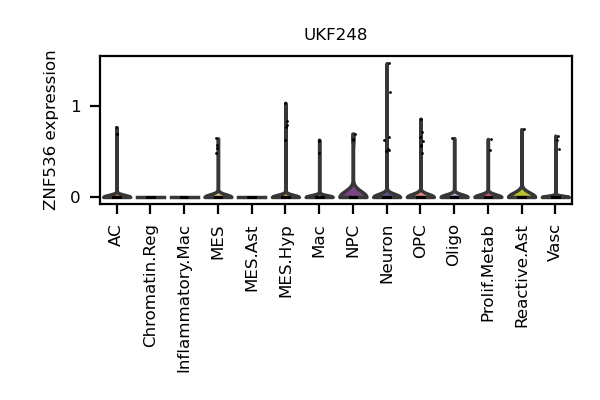 UKF248
ZNF536 expression
1
0
AC
Chromatin.Reg
Inflammatory.Mac
MES
MES.Ast
MES.Hyp
Mac
NPC
Neuron
OPC
Oligo
Prolif.Metab
Reactive.Ast
Vasc